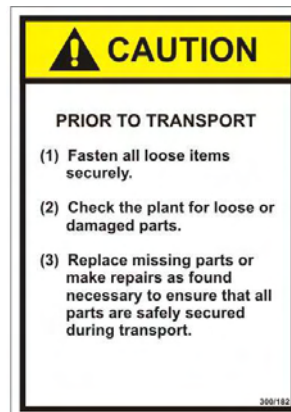 CAUTION
PRIOR TO TRANSPORT
(1) Fasten all loose items
securely.
(2) Check the plant for loose or
damaged parts.
(3) Replace missing parts or
make repairs as found
necessary to ensure that all
parts are safely secured
during transport.
300/182